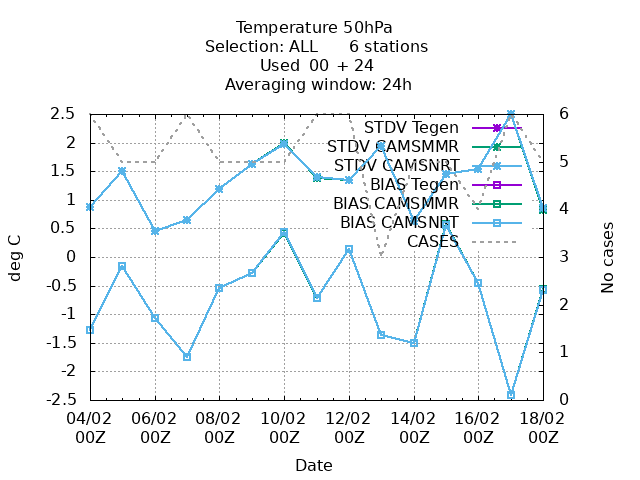 Temperature 50hPa
Selection: ALL 6 stations
Used 00 + 24
Averaging window: 24h
STDV Tegen
STDV CAMSMMR
STDV CAMSNRT
BIAS Tegen
BIAS CAMSMMR
BIAS CAMSNRT
CASES
deg C
2.5
2
1.5
1
0.5
0
-0.5
-1
-1.5
-2
-2.5
No cases
6
5
4
3
2
1
0
04/02 06/02 08/02 10/02 12/02 14/02 16/02 18/02
00Z 00Z 00Z 00Z 00Z 00Z 00Z 00Z
Date